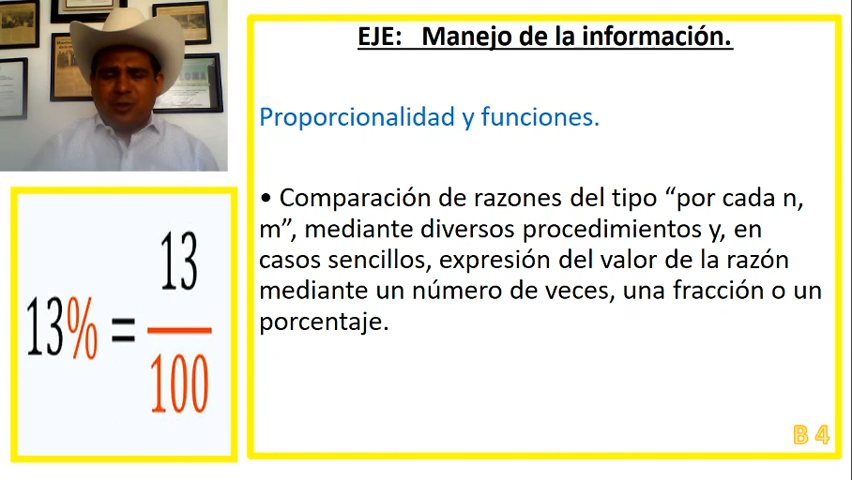 EJE:   Manejo de la información.
Proporcionalidad y funciones.
• Comparación de razones del tipo “por cada n,
m”, mediante diversos procedimientos y, en
casos sencillos, expresión del valor de la razón
mediante un número de veces, una fracción o un
porcentaje.
13% = 13/100
B 4